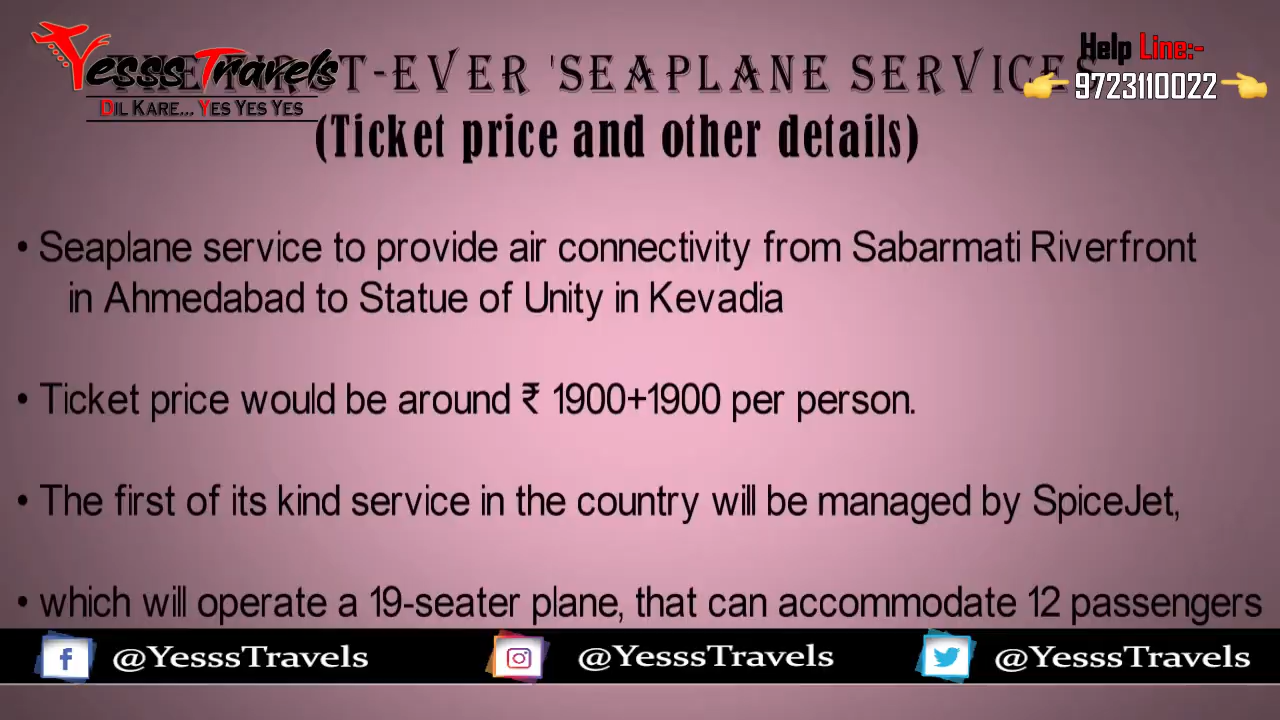 Yesss Travels
DIL KARE... YES YES YES
T-EVER 'SEAPLANE SERVICES
Help Line:-
9723110022
(Ticket price and other details)
• Seaplane service to provide air connectivity from Sabarmati Riverfront
in Ahmedabad to Statue of Unity in Kevadia
• Ticket price would be around ₹ 1900+1900 per person.
• The first of its kind service in the country will be managed by SpiceJet,
• which will operate a 19-seater plane, that can accommodate 12 passengers
@YesssTravels @YesssTravels @YesssTravels